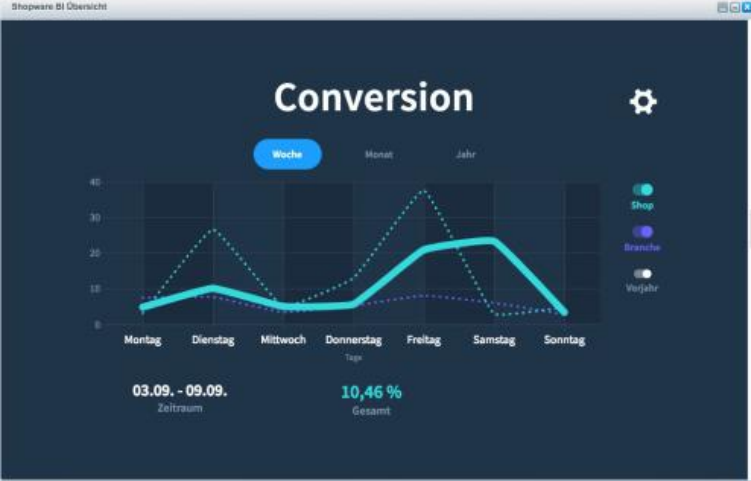 Shopware BI Übersicht
Conversion
Woche Monat Jahr
40
30
20
10
0
Shop
Branche
Vorjahr
Montag Dienstag Mittwoch Donnerstag Freitag Samstag Sonntag
Tage
03.09. - 09.09. 10,46 %
Zeitraum Gesamt